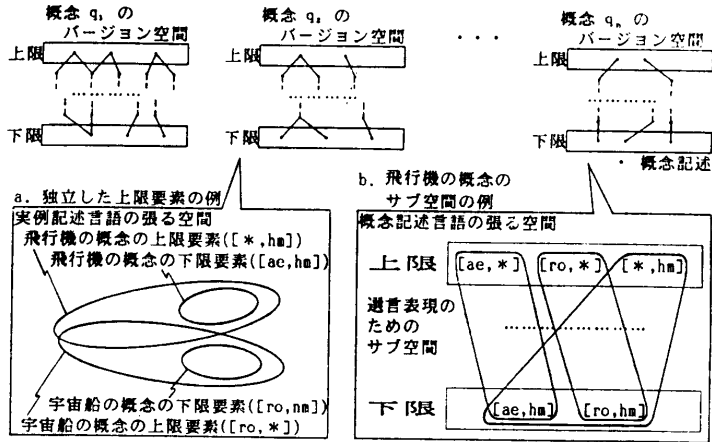 概念 q₁ の
バージョン空間
上限
下限
概念 q₂ の
バージョン空間
上限
下限
. . .
概念 qₙ の
バージョン空間
上限
下限
・ 概念記述
a. 独立した上限要素の例
実例記述言語の張る空間
飛行機の概念の上限要素([*,hm])
飛行機の概念の下限要素([ae,hm])
宇宙船の概念の下限要素([ro,nm])
宇宙船の概念の上限要素([ro,*])
b. 飛行機の概念の
サブ空間の例
概念記述言語の張る空間
上限
[ae,*] [ro,*] [*,hm]
遺言表現の
ための
サブ空間
下限
[ae,hm] [ro,hm]